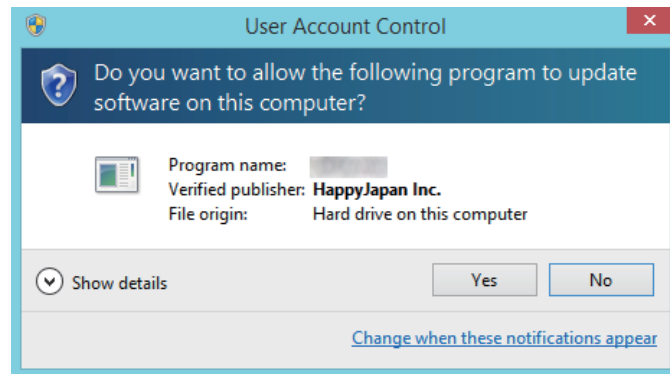 User Account Control
Do you want to allow the following program to update
software on this computer?
Program name:
Verified publisher: HappyJapan Inc.
File origin: Hard drive on this computer
Show details
Yes
No
Change when these notifications appear